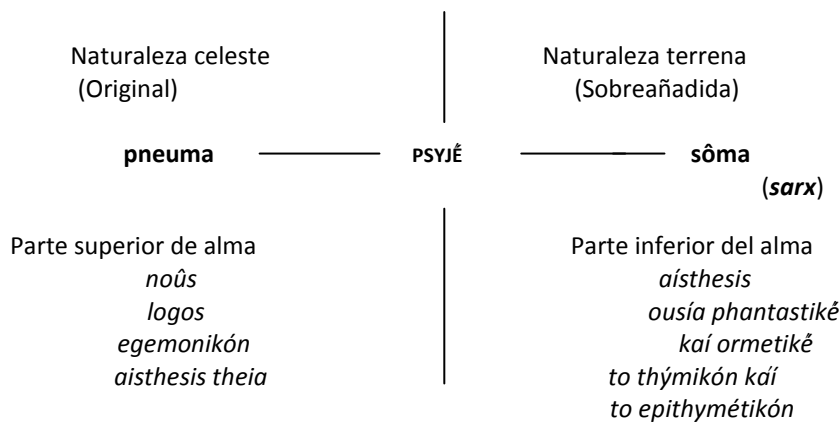 Naturaleza celeste
(Original)
Naturaleza terrena
(Sobreañadida)
pneuma PSYJḖ sôma
(sarx)
Parte superior de alma
noûs
logos
egemonikón
aisthesis theia
Parte inferior del alma
aísthesis
ousía phantastikḗ
kaí ormetikḗ
to thýmikón kaí
to epithymétikón